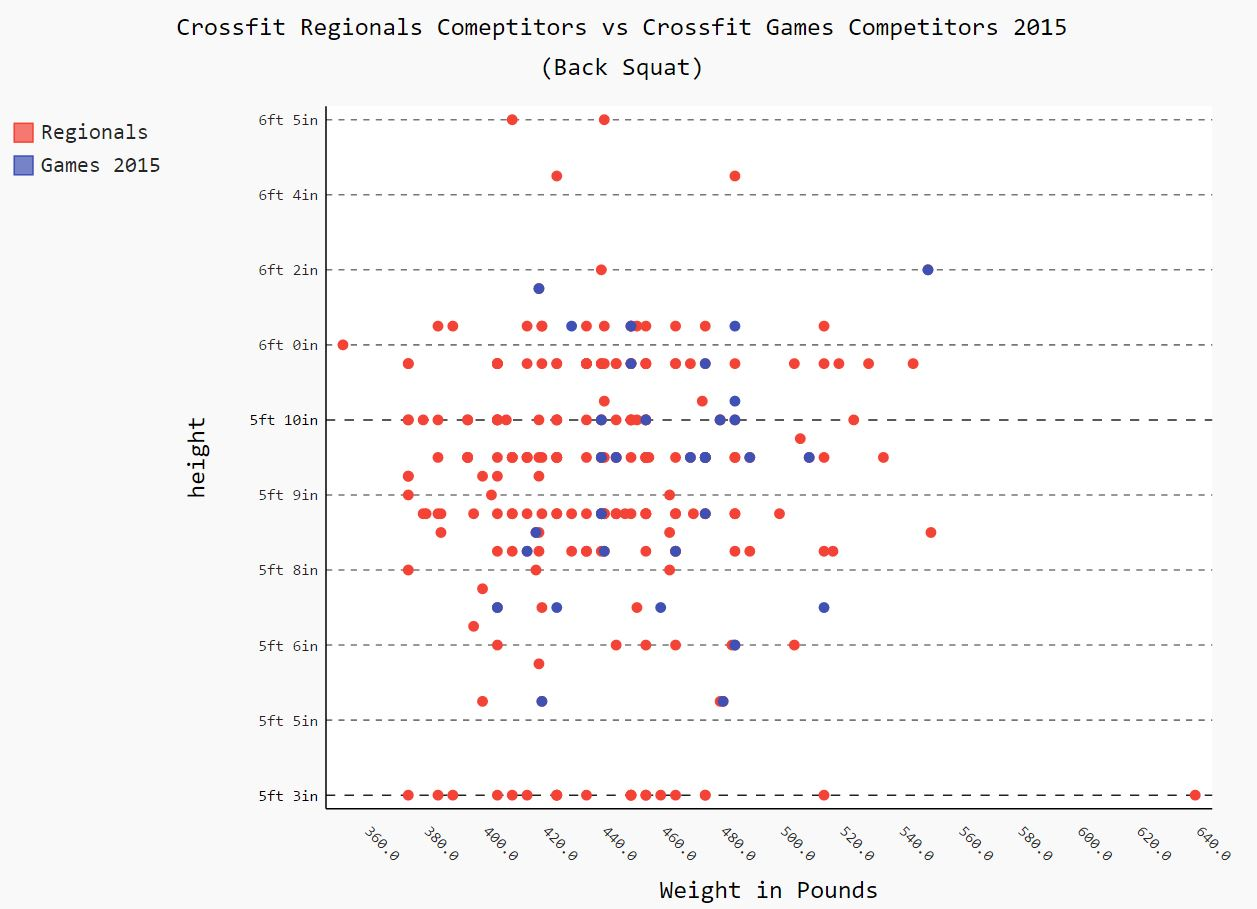 Crossfit Regionals Comeptitors vs Crossfit Games Competitors 2015
(Back Squat)
Regionals
Games 2015
6ft 5in
6ft 4in
6ft 2in
6ft 0in
5ft 10in
5ft 9in
5ft 8in
5ft 6in
5ft 5in
5ft 3in
height
360.0
380.0
400.0
420.0
440.0
460.0
480.0
500.0
520.0
540.0
560.0
580.0
600.0
620.0
640.0
Weight in Pounds